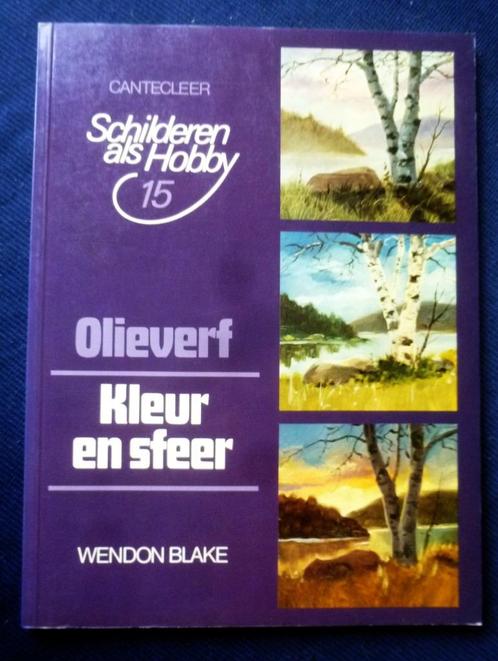 CANTECLEER
Schilderen
als Hobby
15
Olieverf
Kleur
en sfeer
WENDON BLAKE